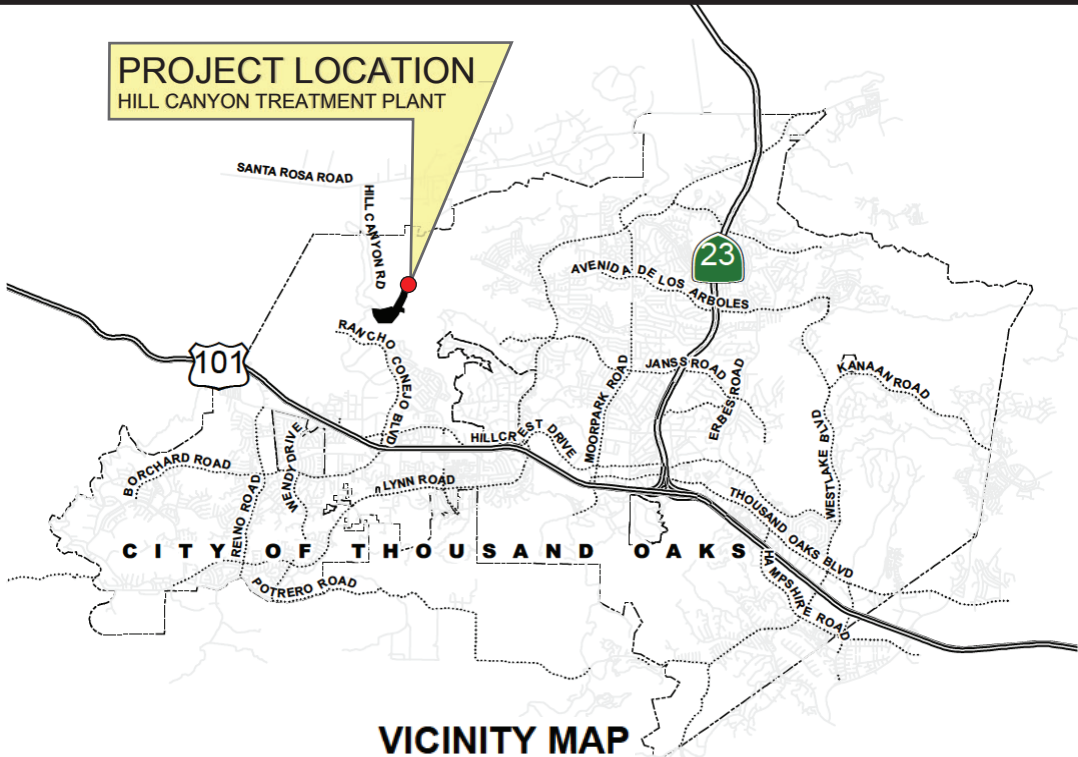 PROJECT LOCATION
HILL CANYON TREATMENT PLANT
SANTA ROSA ROAD
HILL CANYON RD
23
AVENIDA DE LOS ARBOLES
RANCHO CONEJO BLVD
101
JANSS ROAD
KANAAN ROAD
MOORPARK ROAD
ERBES ROAD
HILLCREST DRIVE
WESTLAKE BLVD
BORCHARD ROAD
WENDY DRIVE
REINO ROAD
LYNN ROAD
THOUSAND OAKS BLVD
CITY OF THOUSAND OAKS
HAMPSHIRE ROAD
POTRERO ROAD
VICINITY MAP